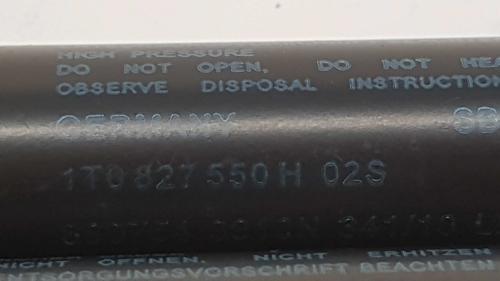 HIGH PRESSURE
DO NOT OPEN, DO NOT HEA
OBSERVE DISPOSAL INSTRUCTION
GERMANY
1T0 827 550 H 02S
NICHT ÖFFNEN. NICHT ERHITZEN
ENTSORGUNGSVORSCHRIFT BEACHTEN